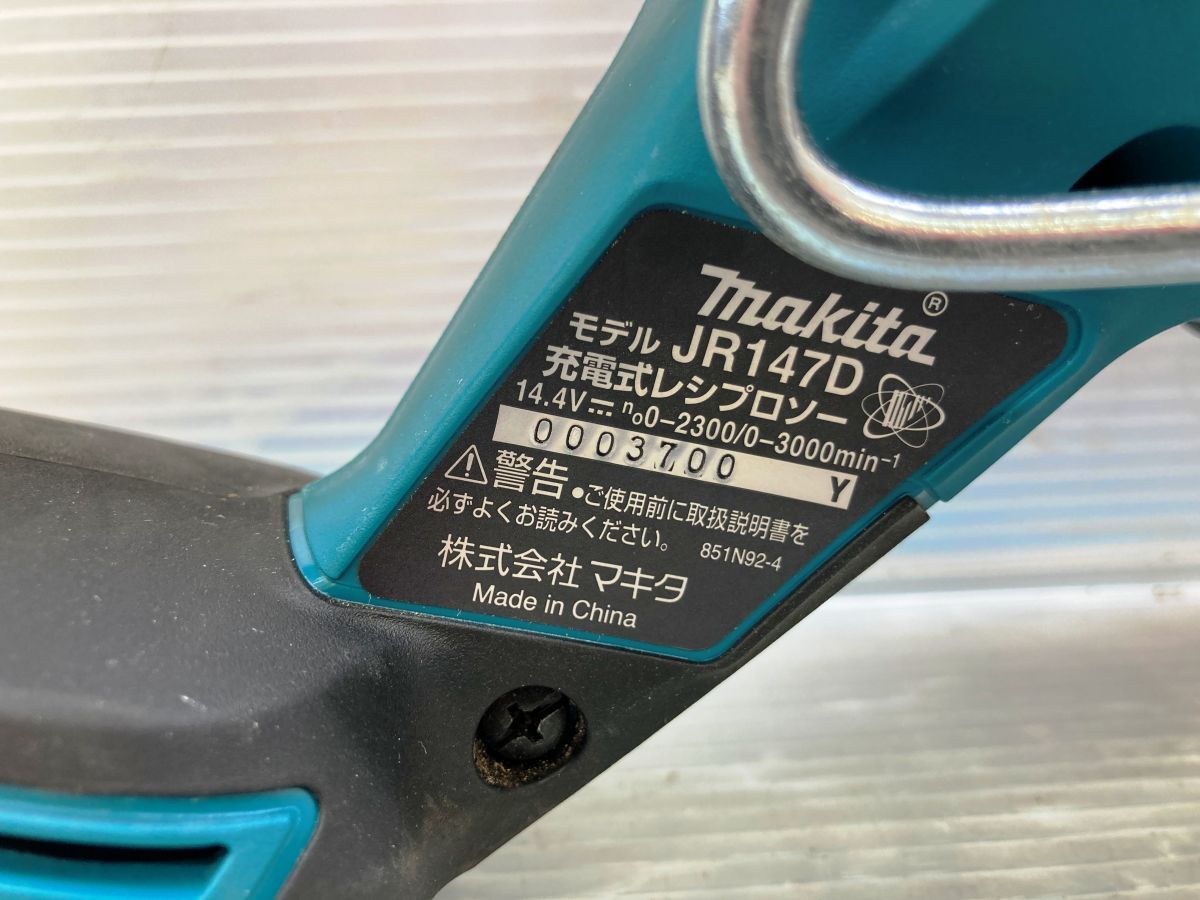 makita®
モデル JR147D
充電式レシプロソー
14.4V⎓ n₀0-2300/0-3000min⁻¹
0003700 Y
⚠警告 ●ご使用前に取扱説明書を
必ずよくお読みください。 851N92-4
株式会社 マキタ
Made in China